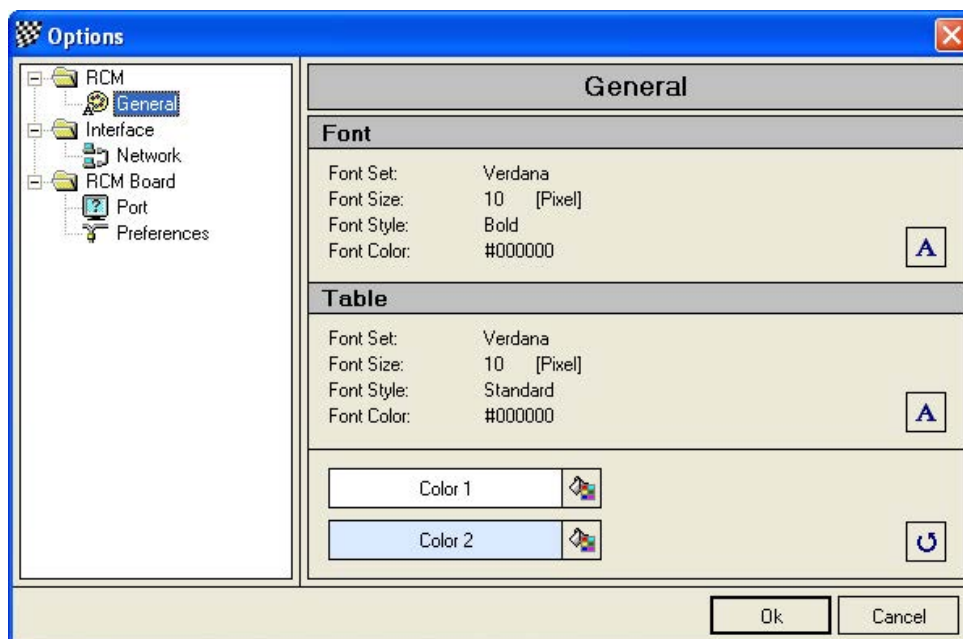 Options
RCM
General
Interface
Network
RCM Board
Port
Preferences
General
Font
Font Set: Verdana
Font Size: 10 [Pixel]
Font Style: Bold
Font Color: #000000
A
Table
Font Set: Verdana
Font Size: 10 [Pixel]
Font Style: Standard
Font Color: #000000
A
Color 1
Color 2
Ok Cancel